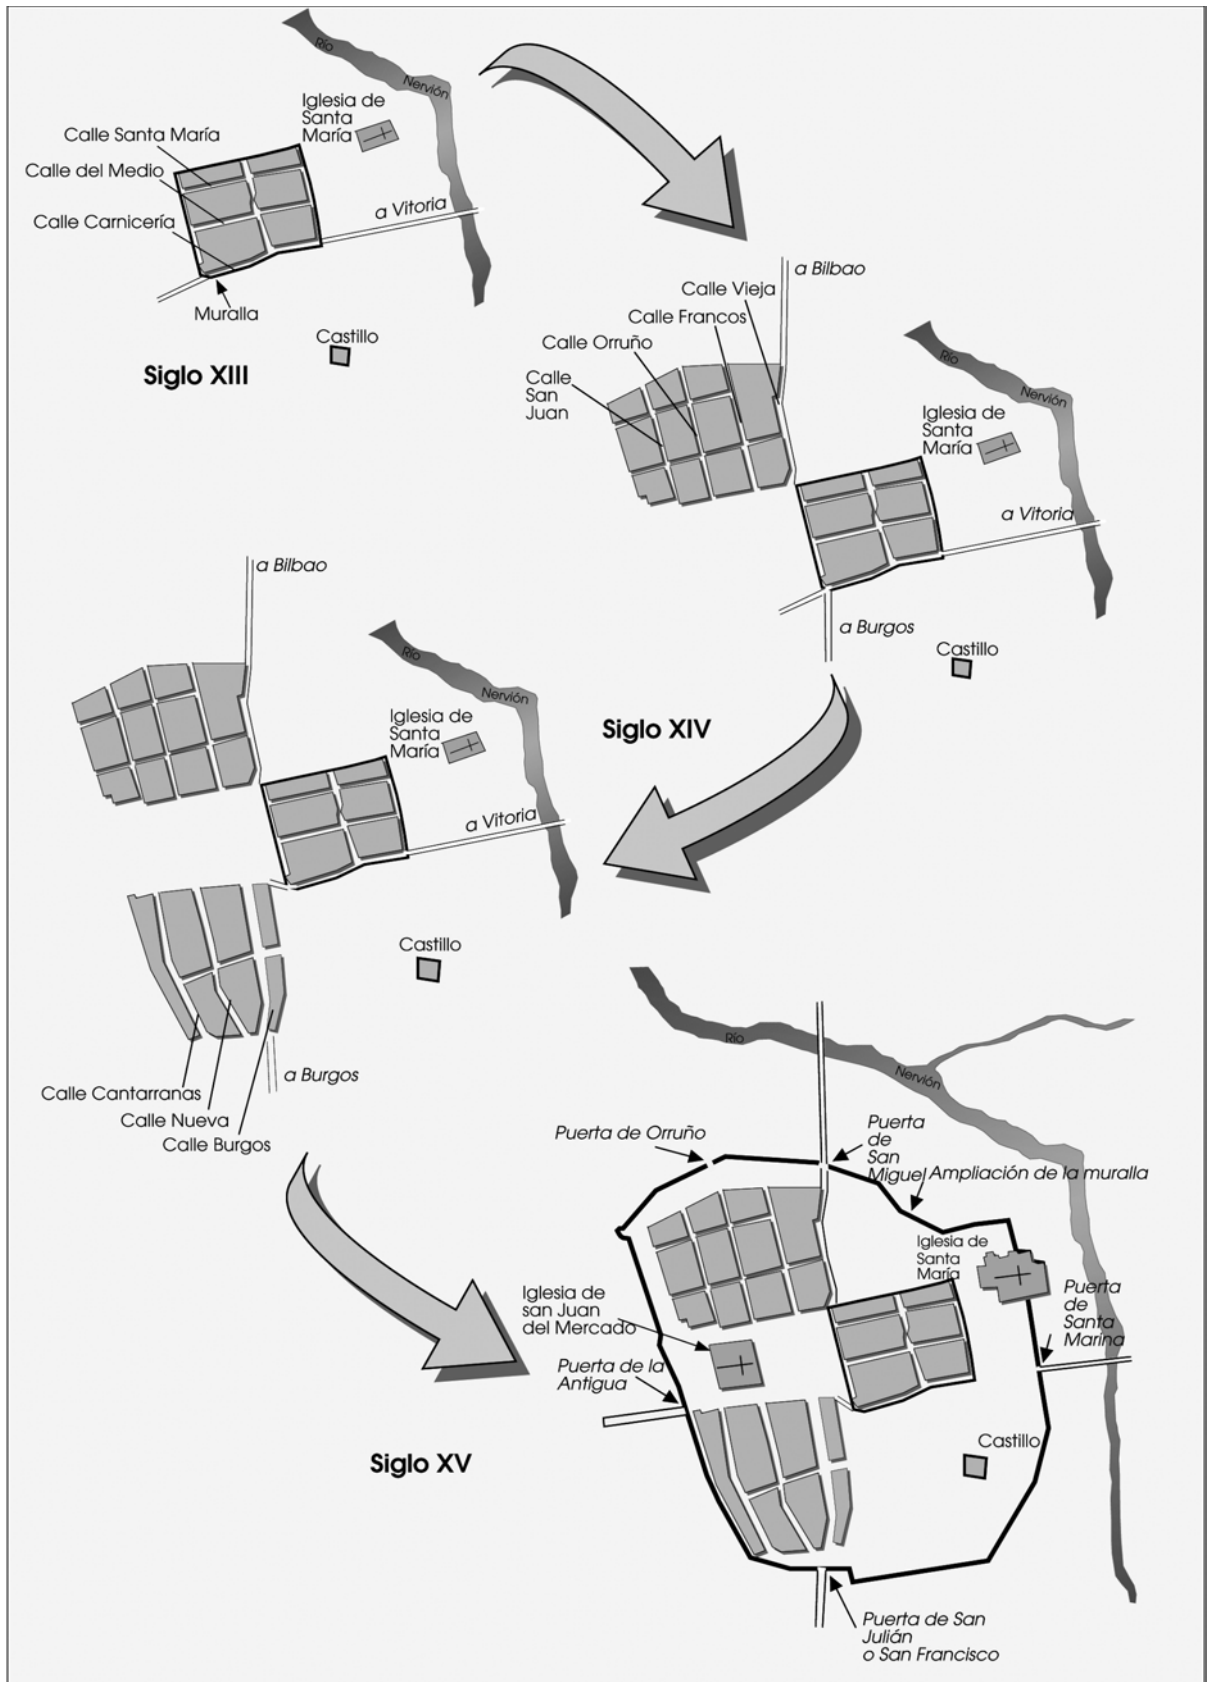 Río
Nervión
Iglesia de
Santa
María
Calle Santa María
Calle del Medio
Calle Carnicería
a Vitoria
Muralla
Castillo
Siglo XIII
a Bilbao
Calle Vieja
Calle Francos
Calle Orruño
Calle
San
Juan
Río
Nervión
Iglesia de
Santa
María
a Vitoria
a Burgos
Castillo
Siglo XIV
a Bilbao
Río
Nervión
Iglesia de
Santa
María
a Vitoria
Castillo
a Burgos
Calle Cantarranas
Calle Nueva
Calle Burgos
Río
Nervión
Puerta de Orruño
Puerta
de
San
Miguel
Ampliación de la muralla
Iglesia de
Santa
María
Puerta
de
Santa
Marina
Iglesia de
san Juan
del Mercado
Puerta de la
Antigua
Castillo
Siglo XV
Puerta de San
Julián
o San Francisco